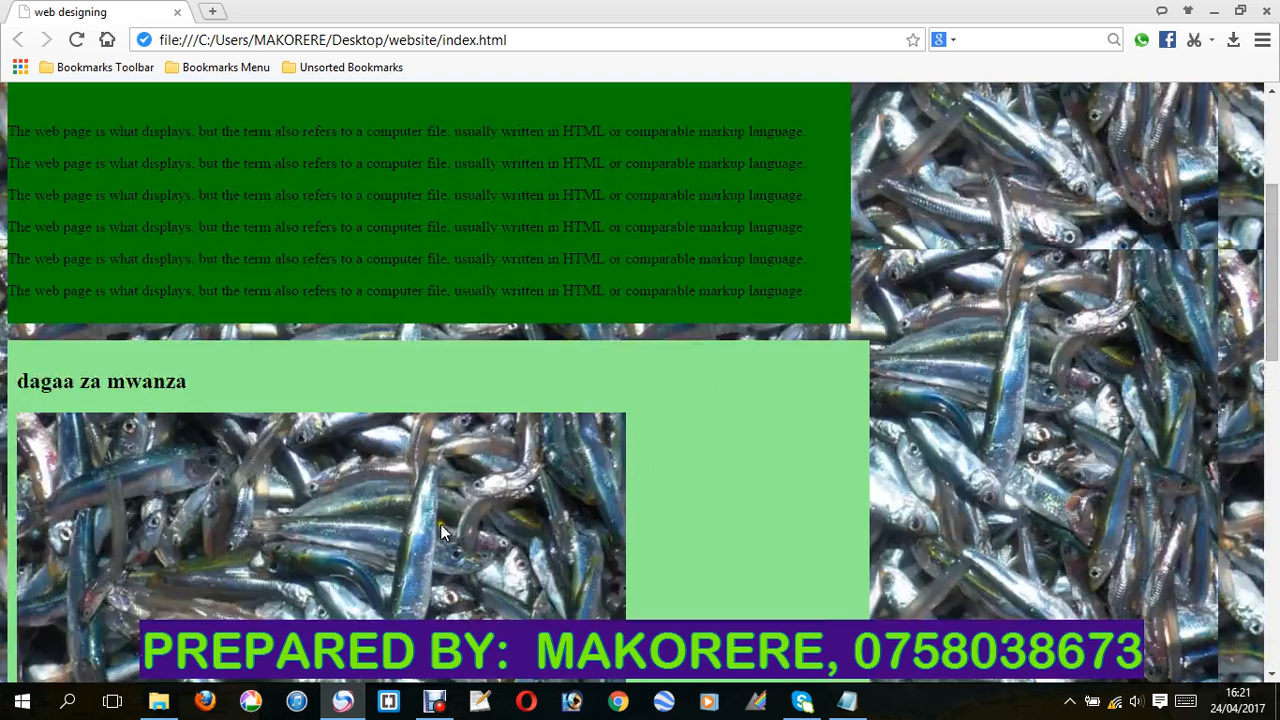 web designing
file:///C:/Users/MAKORERE/Desktop/website/index.html
Bookmarks Toolbar
Bookmarks Menu
Unsorted Bookmarks
The web page is what displays, but the term also refers to a computer file, usually written in HTML or comparable markup language.
The web page is what displays, but the term also refers to a computer file, usually written in HTML or comparable markup language.
The web page is what displays, but the term also refers to a computer file, usually written in HTML or comparable markup language.
The web page is what displays, but the term also refers to a computer file, usually written in HTML or comparable markup language
The web page is what displays, but the term also refers to a computer file, usually written in HTML or comparable markup language.
The web page is what displays, but the term also refers to a computer file, usually written in HTML or comparable markup language.
dagaa za mwanza
PREPARED BY: MAKORERE, 0758038673
16:21
24/04/2017